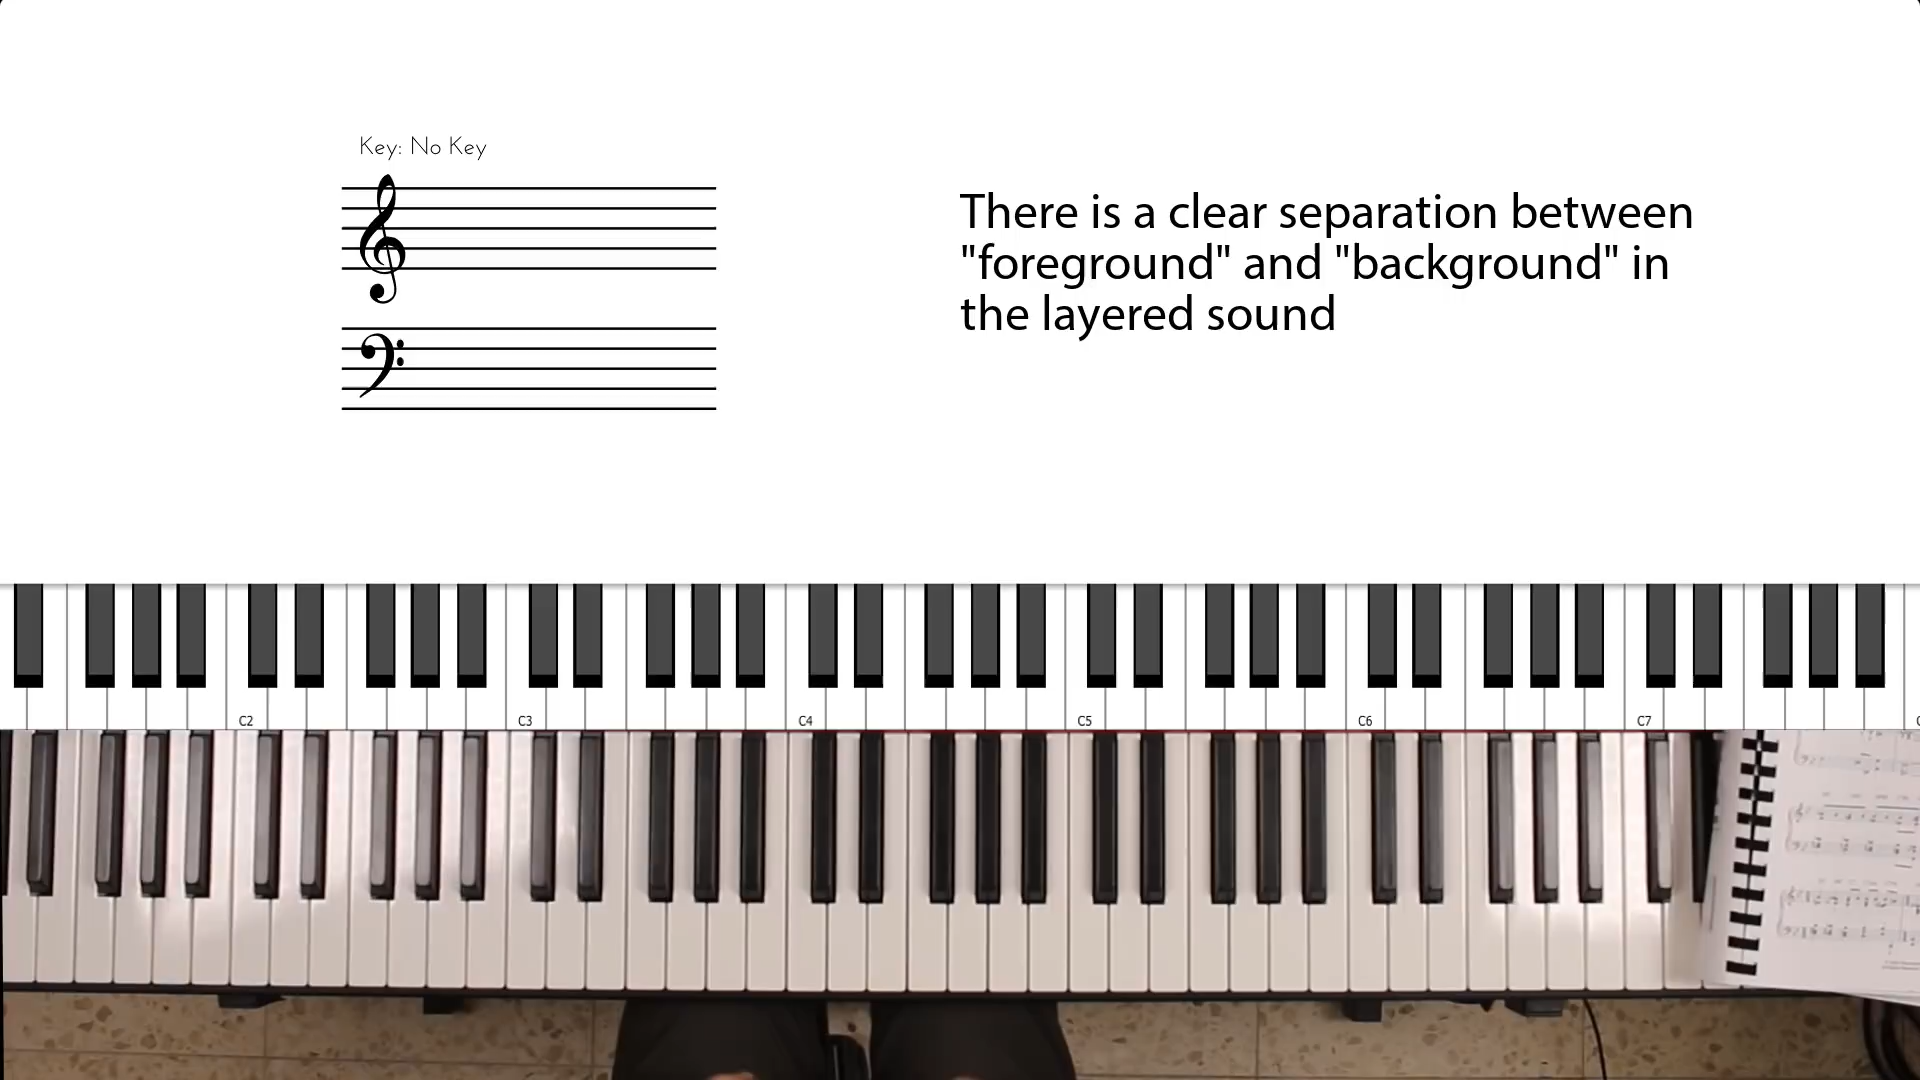 Key: No Key
There is a clear separation between
"foreground" and "background" in
the layered sound
C2
C3
C4
C5
C6
C7